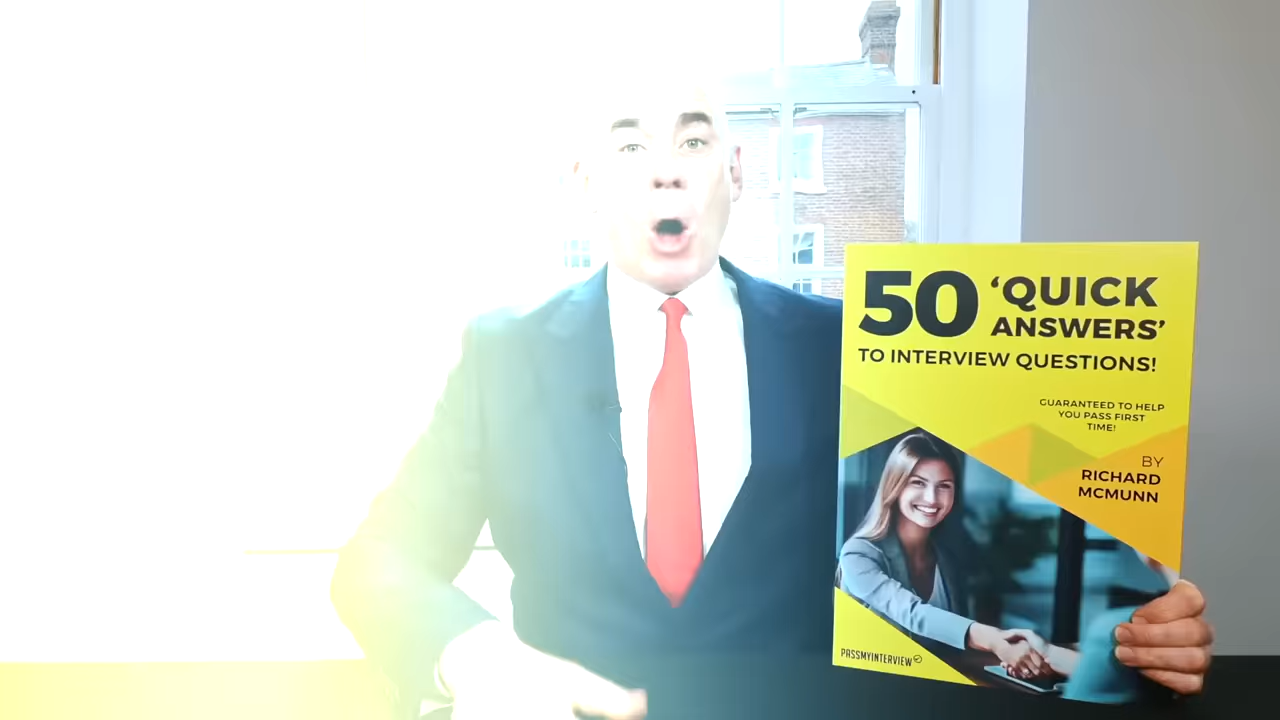 50 ‘QUICK
ANSWERS’
TO INTERVIEW QUESTIONS!
GUARANTEED TO HELP
YOU PASS FIRST
TIME!
BY
RICHARD
MCMUNN
PASSMYINTERVIEW